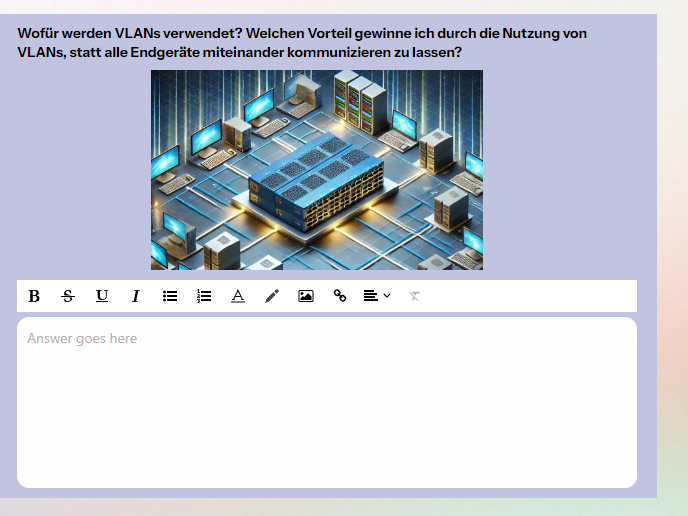 Wofür werden VLANs verwendet? Welchen Vorteil gewinne ich durch die Nutzung von
VLANs, statt alle Endgeräte miteinander kommunizieren zu lassen?
B S U I A
Answer goes here